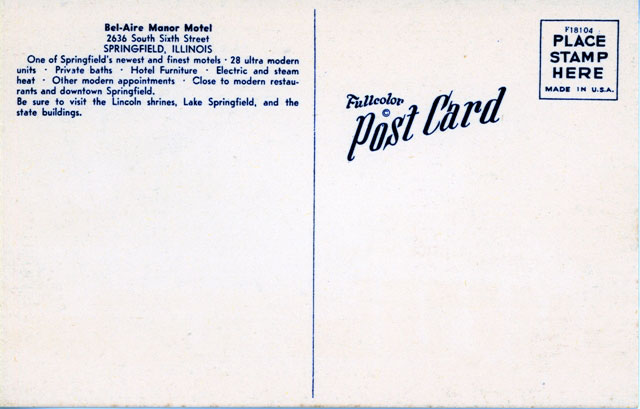 Bel-Aire Manor Motel
2636 South Sixth Street
SPRINGFIELD, ILLINOIS
One of Springfield's newest and finest motels · 28 ultra modern
units · Private baths · Hotel Furniture · Electric and steam
heat · Other modern appointments · Close to modern restau-
rants and downtown Springfield.
Be sure to visit the Lincoln shrines, Lake Springfield, and the
state buildings.
Fullcolor
©
Post Card
F18104
PLACE
STAMP
HERE
MADE IN U.S.A.